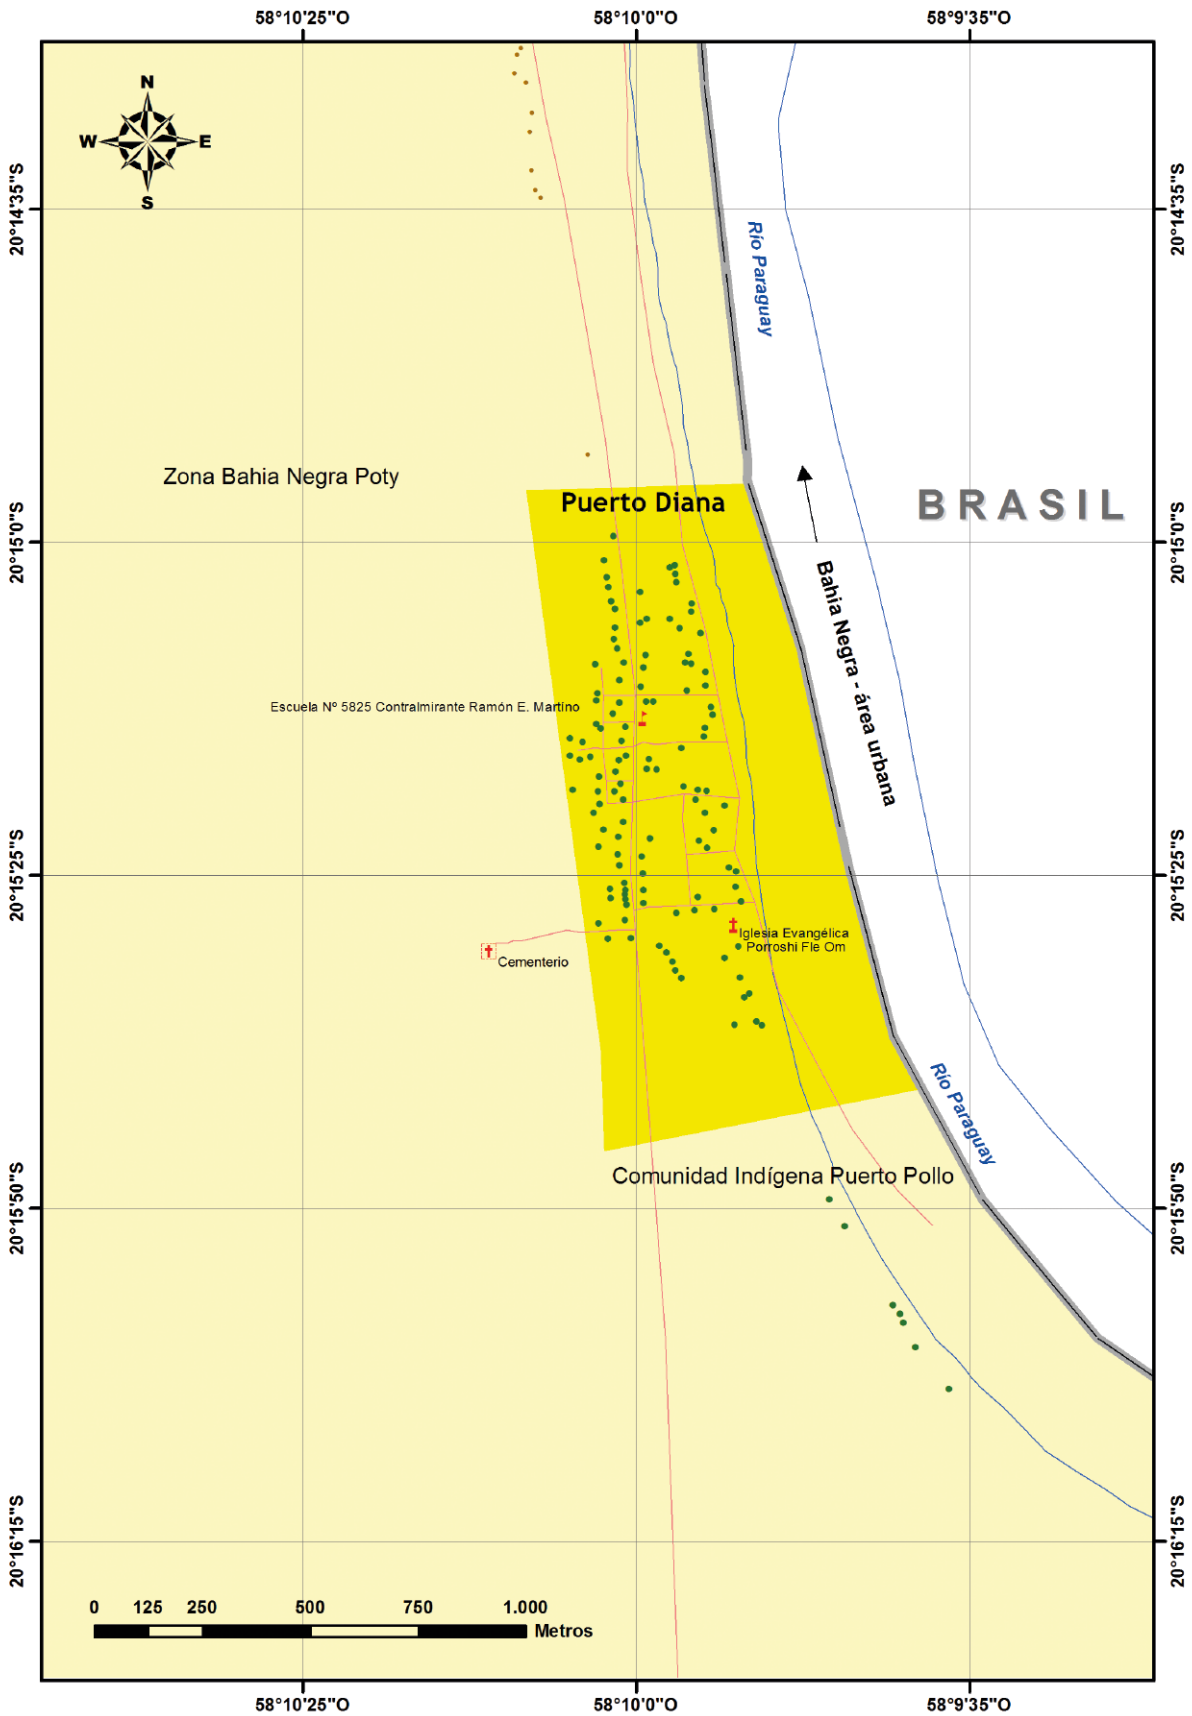 58°10'25"O
58°10'0"O
58°9'35"O
N
W
E
S
20°14'35"S
20°14'35"S
Río Paraguay
Zona Bahia Negra Poty
Puerto Diana
BRASIL
20°15'0"S
20°15'0"S
Bahia Negra - área urbana
Escuela Nº 5825 Contralmirante Ramón E. Martíno
20°15'25"S
20°15'25"S
Iglesia Evangélica
Porroshi Fle Om
Cementerio
Río Paraguay
Comunidad Indígena Puerto Pollo
20°15'50"S
20°15'50"S
20°16'15"S
20°16'15"S
0 125 250 500 750 1.000
Metros
58°10'25"O
58°10'0"O
58°9'35"O